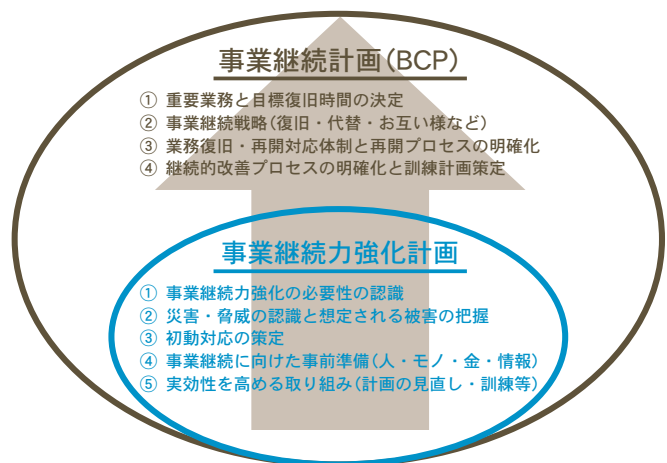 事業継続計画(BCP)
① 重要業務と目標復旧時間の決定
② 事業継続戦略(復旧・代替・お互い様など)
③ 業務復旧・再開対応体制と再開プロセスの明確化
④ 継続的改善プロセスの明確化と訓練計画策定
事業継続力強化計画
① 事業継続力強化の必要性の認識
② 災害・脅威の認識と想定される被害の把握
③ 初動対応の策定
④ 事業継続に向けた事前準備(人・モノ・金・情報)
⑤ 実効性を高める取り組み(計画の見直し・訓練等)